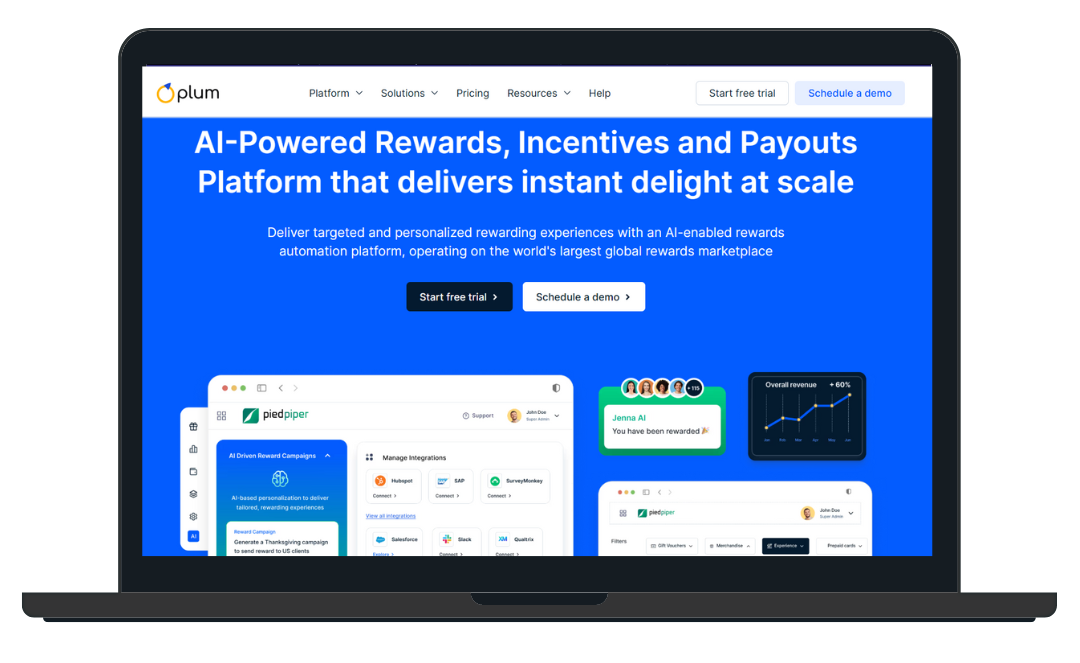 plum
Platform
Solutions
Pricing
Resources
Help
Start free trial
Schedule a demo
AI-Powered Rewards, Incentives and Payouts
Platform that delivers instant delight at scale
Deliver targeted and personalized rewarding experiences with an AI-enabled rewards
automation platform, operating on the world's largest global rewards marketplace
Start free trial
Schedule a demo
piedpiper
Support
John Doe
Super Admin
AI
AI Driven Reward Campaigns
AI-based personalization to deliver
tailored, rewarding experiences
Reward Campaign
Generate a Thanksgiving campaign
to send reward to US clients
Manage Integrations
Hubspot
Connect
SAP
Connect
SurveyMonkey
Connect
View all integrations
Salesforce
Explore
Slack
Connect
Qualtrix
Connect
+ 115
Jenna AI
You have been rewarded
Overall revenue
+ 60%
Jan
Feb
Mar
Apr
May
Jun
piedpiper
John Doe
Super Admin
Filters
Gift Vouchers
Merchandise
Experience
Prepaid cards